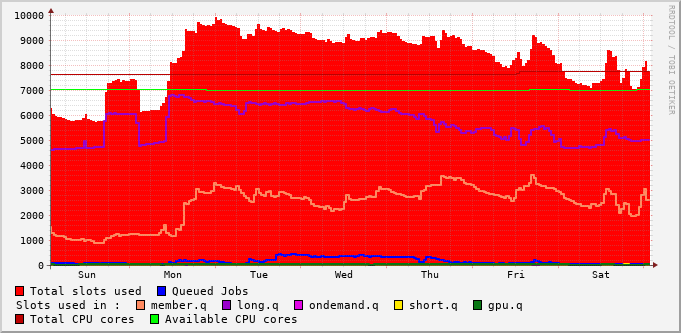 10000
9000
8000
7000
6000
5000
4000
3000
2000
1000
0
Sun Mon Tue Wed Thu Fri Sat
RRDTOOL / TOBI OETIKER
Total slots used Queued Jobs
Slots used in : member.q long.q ondemand.q short.q gpu.q
Total CPU cores Available CPU cores